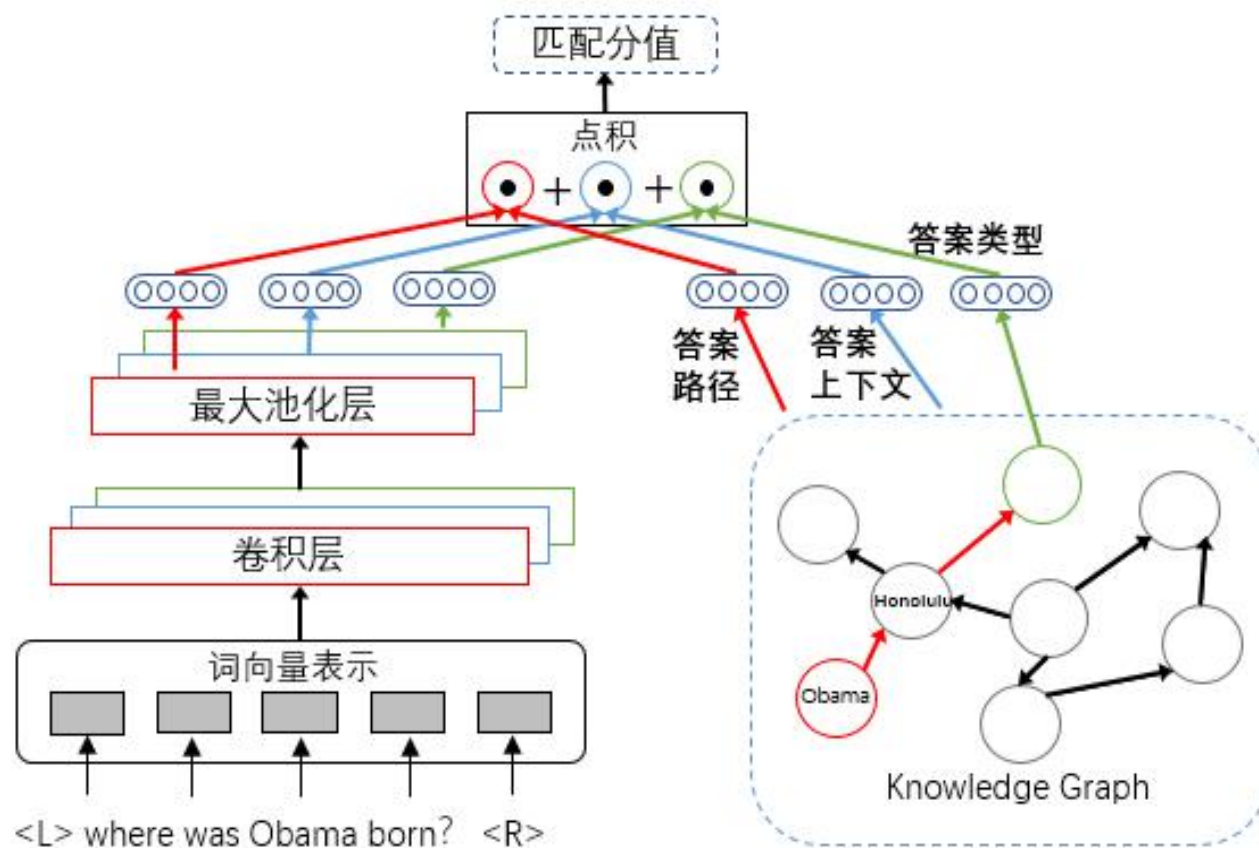 匹配分值
点积
答案类型
答案
路径
答案
上下文
最大池化层
卷积层
词向量表示
<L> where was Obama born? <R>
Honolulu
Obama
Knowledge Graph